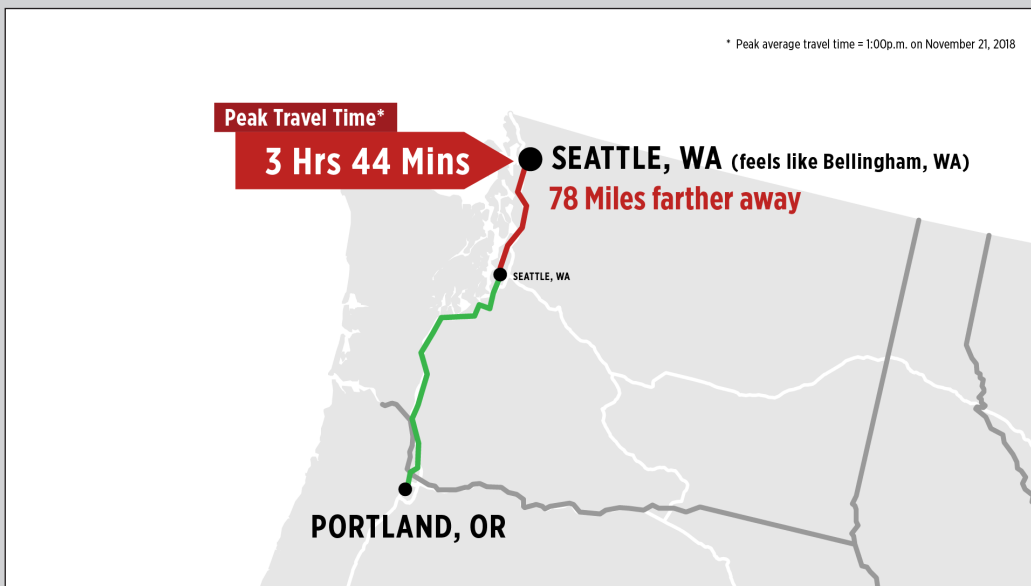 * Peak average travel time = 1:00p.m. on November 21, 2018
Peak Travel Time*
3 Hrs 44 Mins
SEATTLE, WA (feels like Bellingham, WA)
78 Miles farther away
SEATTLE, WA
PORTLAND, OR